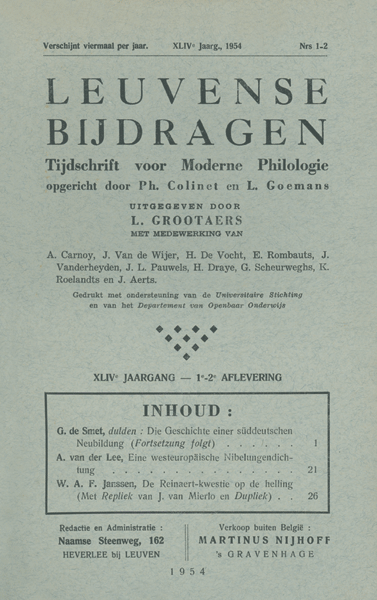 Verschijnt viermaal per jaar. XLIVe Jaarg., 1954 Nrs 1-2
LEUVENSE
BIJDRAGEN
Tijdschrift voor Moderne Philologie
opgericht door Ph. Colinet en L. Goemans
UITGEGEVEN DOOR
L. GROOTAERS
MET MEDEWERKING VAN
A. Carnoy, J. Van de Wijer, H. De Vocht, E. Rombauts, J.
Vanderheyden, J. L. Pauwels, H. Draye, G. Scheurweghs, K.
Roelandts en J. Aerts.
Gedrukt met ondersteuning van de Universitaire Stichting
en van het Departement van Openbaar Onderwijs
XLIVe JAARGANG — 1e-2e AFLEVERING
INHOUD :
G. de Smet, dulden : Die Geschichte einer süddeutschen
Neubildung (Fortsetzung folgt) . . . . . . 1
A. van der Lee, Eine westeuropäische Nibelungendich-
tung . . . . . . . . . . . . . 21
W. A. F. Janssen, De Reinaert-kwestie op de helling
(Met Repliek van J. van Mierlo en Dupliek) . . 26
Redactie en Administratie :
Naamse Steenweg, 162
HEVERLEE bij LEUVEN
Verkoop buiten België :
MARTINUS NIJHOFF
's GRAVENHAGE
1954